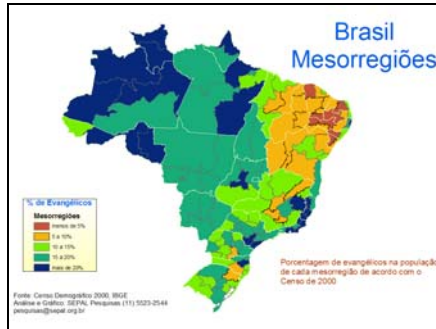 Brasil
Mesorregiões
% de Evangélicos
Mesorregiões
menos de 5%
5 a 10%
10 a 15%
15 a 20%
mais de 20%
Porcentagem de evangélicos na população
de cada mesorregião de acordo com o
Censo de 2000
Fonte: Censo Demográfico 2000, IBGE
Análise e Gráfico: SEPAL Pesquisas (11) 5523-2544
pesquisas@sepal.org.br